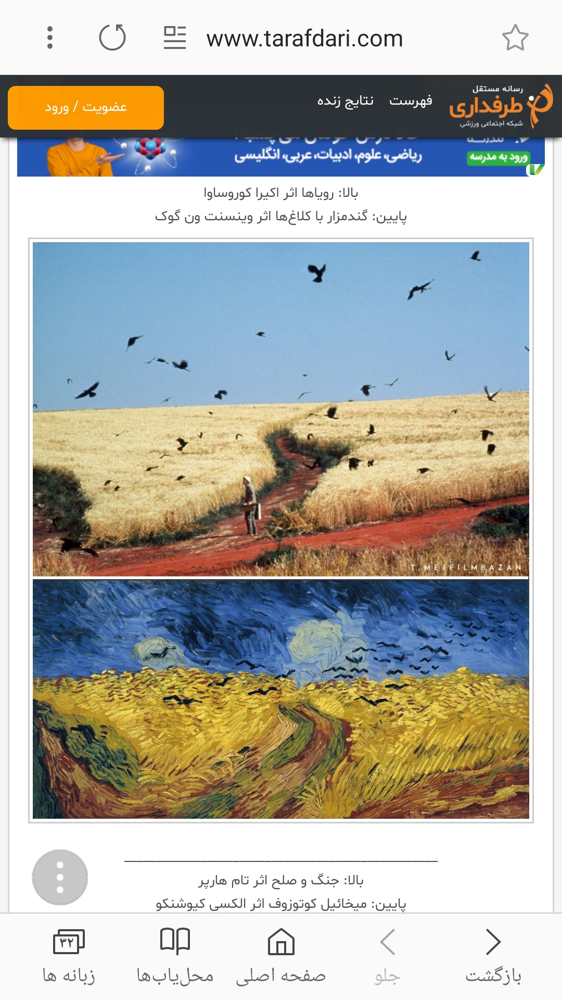 www.tarafdari.com
رسانه مستقل
طرفداری
شبکه اجتماعی ورزشی
فهرست
نتایج زنده
عضویت / ورود
ریاضی، علوم، ادبیات، عربی، انگلیسی
ورود به مدرسه
بالا: رویاها اثر اکیرا کوروساوا
پایین: گندمزار با کلاغ‌ها اثر وینسنت ون گوک
T.ME/FILMBAZAN
بالا: جنگ و صلح اثر تام هارپر
پایین: میخائیل کوتوزوف اثر الکسی کیوشنکو
بازگشت
جلو
صفحه اصلی
محل‌یاب‌ها
۳۲
زبانه ها